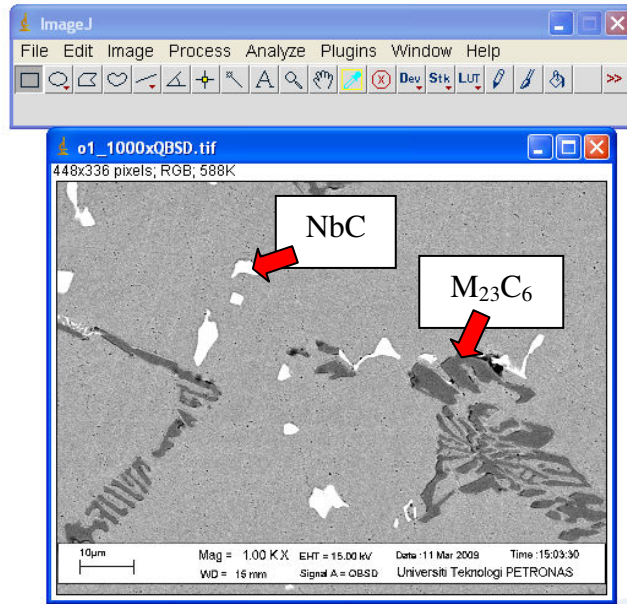 ImageJ
File Edit Image Process Analyze Plugins Window Help
A Dev Stk LUT >>
o1_1000xQBSD.tif
448x336 pixels; RGB; 588K
NbC
M₂₃C₆
10µm Mag = 1.00 K X EHT = 15.00 kV Date :11 Mar 2009 Time :15:03:30
WD = 15 mm Signal A = QBSD Universiti Teknologi PETRONAS